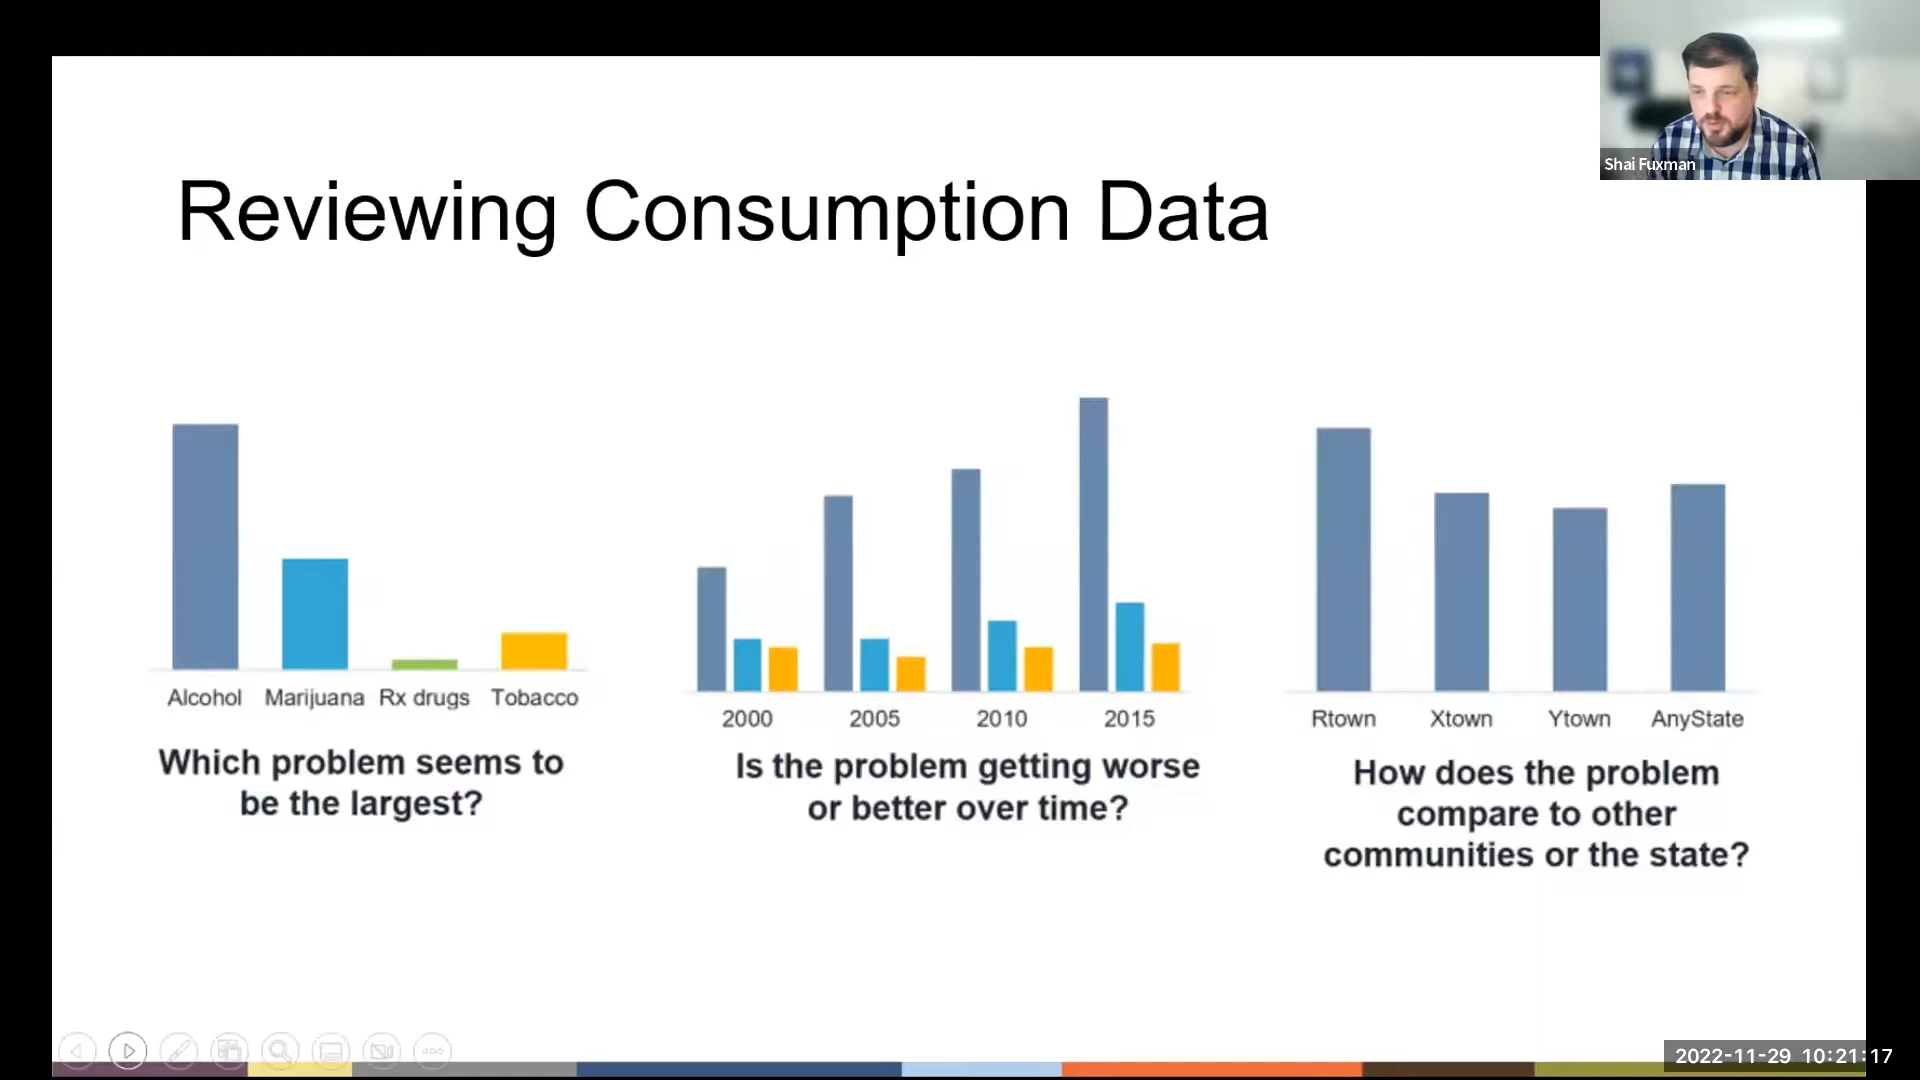 Shai Fuxman
Reviewing Consumption Data
Alcohol Marijuana Rx drugs Tobacco
Which problem seems to
be the largest?
2000 2005 2010 2015
Is the problem getting worse
or better over time?
Rtown Xtown Ytown AnyState
How does the problem
compare to other
communities or the state?
2022-11-29 10:21:17